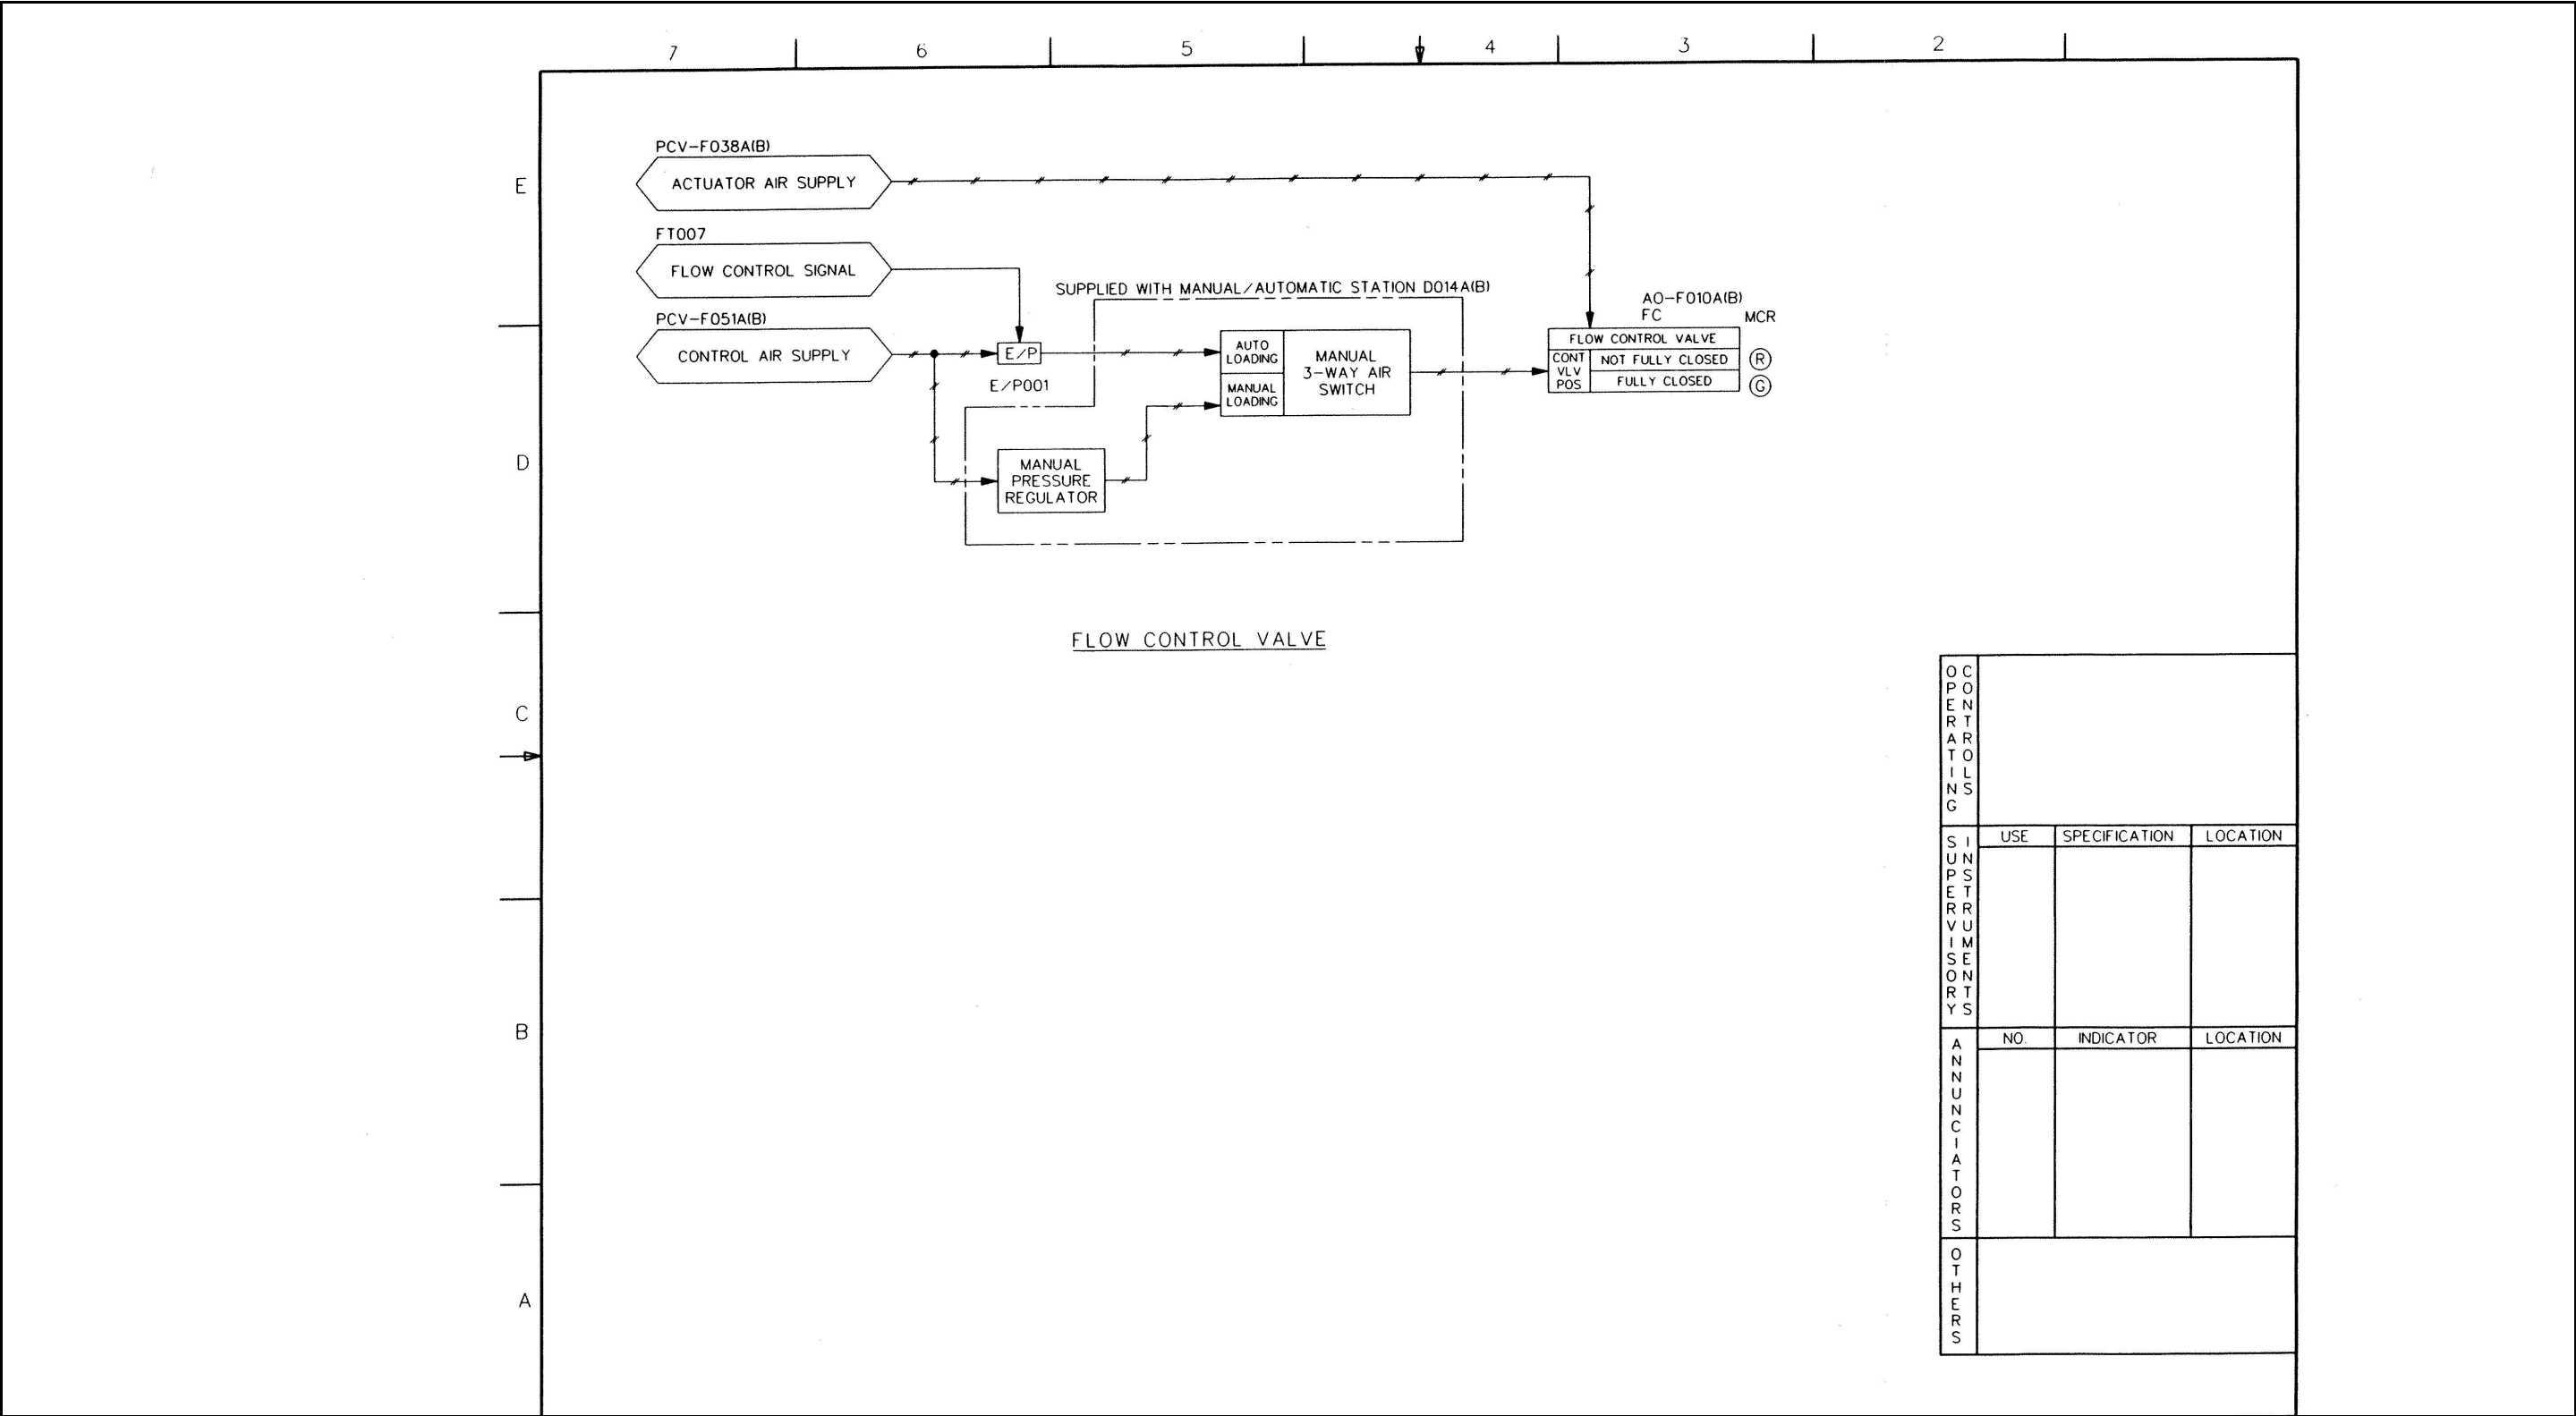 7 6 5 4 3 2
E
D
C
B
A
PCV-F038A(B)
ACTUATOR AIR SUPPLY
FT007
FLOW CONTROL SIGNAL
PCV-F051A(B)
CONTROL AIR SUPPLY
E/P
E/P001
SUPPLIED WITH MANUAL/AUTOMATIC STATION D014A(B)
AUTO
LOADING
MANUAL
LOADING
MANUAL
3-WAY AIR
SWITCH
MANUAL
PRESSURE
REGULATOR
AO-F010A(B)
FC
MCR
FLOW CONTROL VALVE
CONT
VLV
POS
NOT FULLY CLOSED
R
FULLY CLOSED
G
FLOW CONTROL VALVE
OPERATING
CONTROLS
SUPERVISORY
INSTRUMENTS
USE SPECIFICATION LOCATION
ANNUNCIATORS
NO. INDICATOR LOCATION
OTHERS